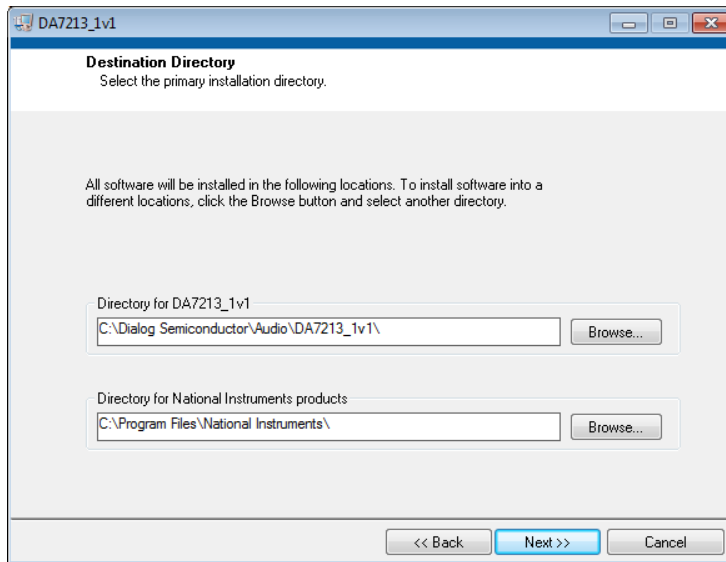 DA7213_1v1
Destination Directory
Select the primary installation directory.
All software will be installed in the following locations. To install software into a
different locations, click the Browse button and select another directory.
Directory for DA7213_1v1
C:\Dialog Semiconductor\Audio\DA7213_1v1\
Browse...
Directory for National Instruments products
C:\Program Files\National Instruments\
Browse...
<< Back
Next >>
Cancel